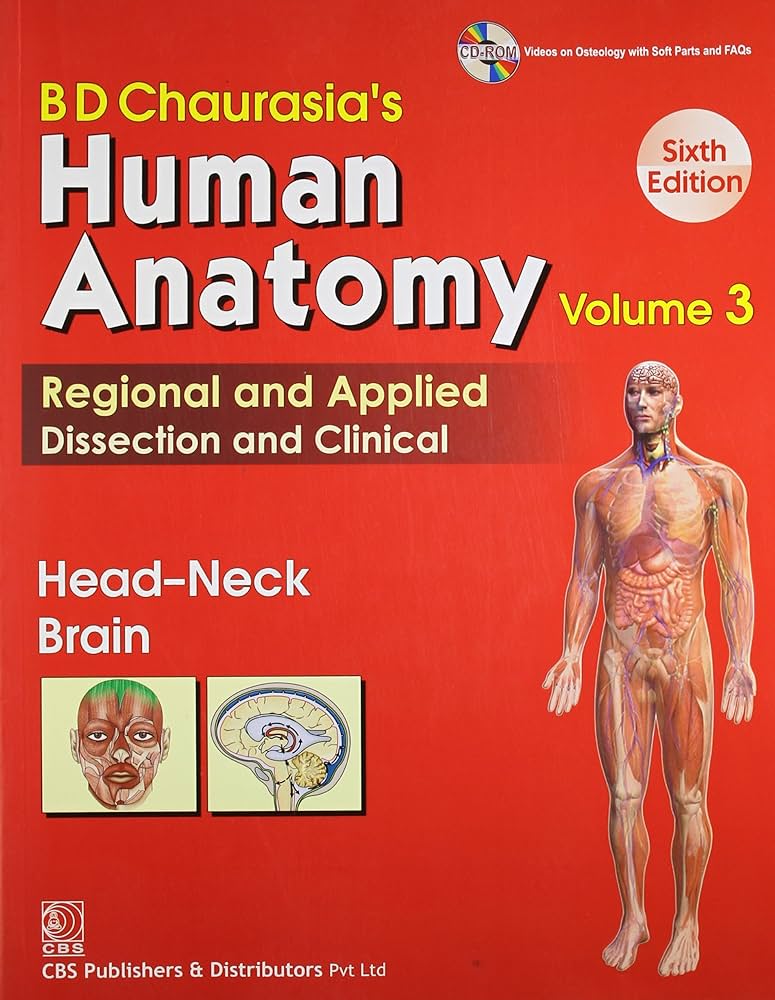 CD-ROM Videos on Osteology with Soft Parts and FAQs
B D Chaurasia's
Human
Anatomy
Sixth
Edition
Volume 3
Regional and Applied
Dissection and Clinical
Head-Neck
Brain
CBS
CBS Publishers & Distributors Pvt Ltd